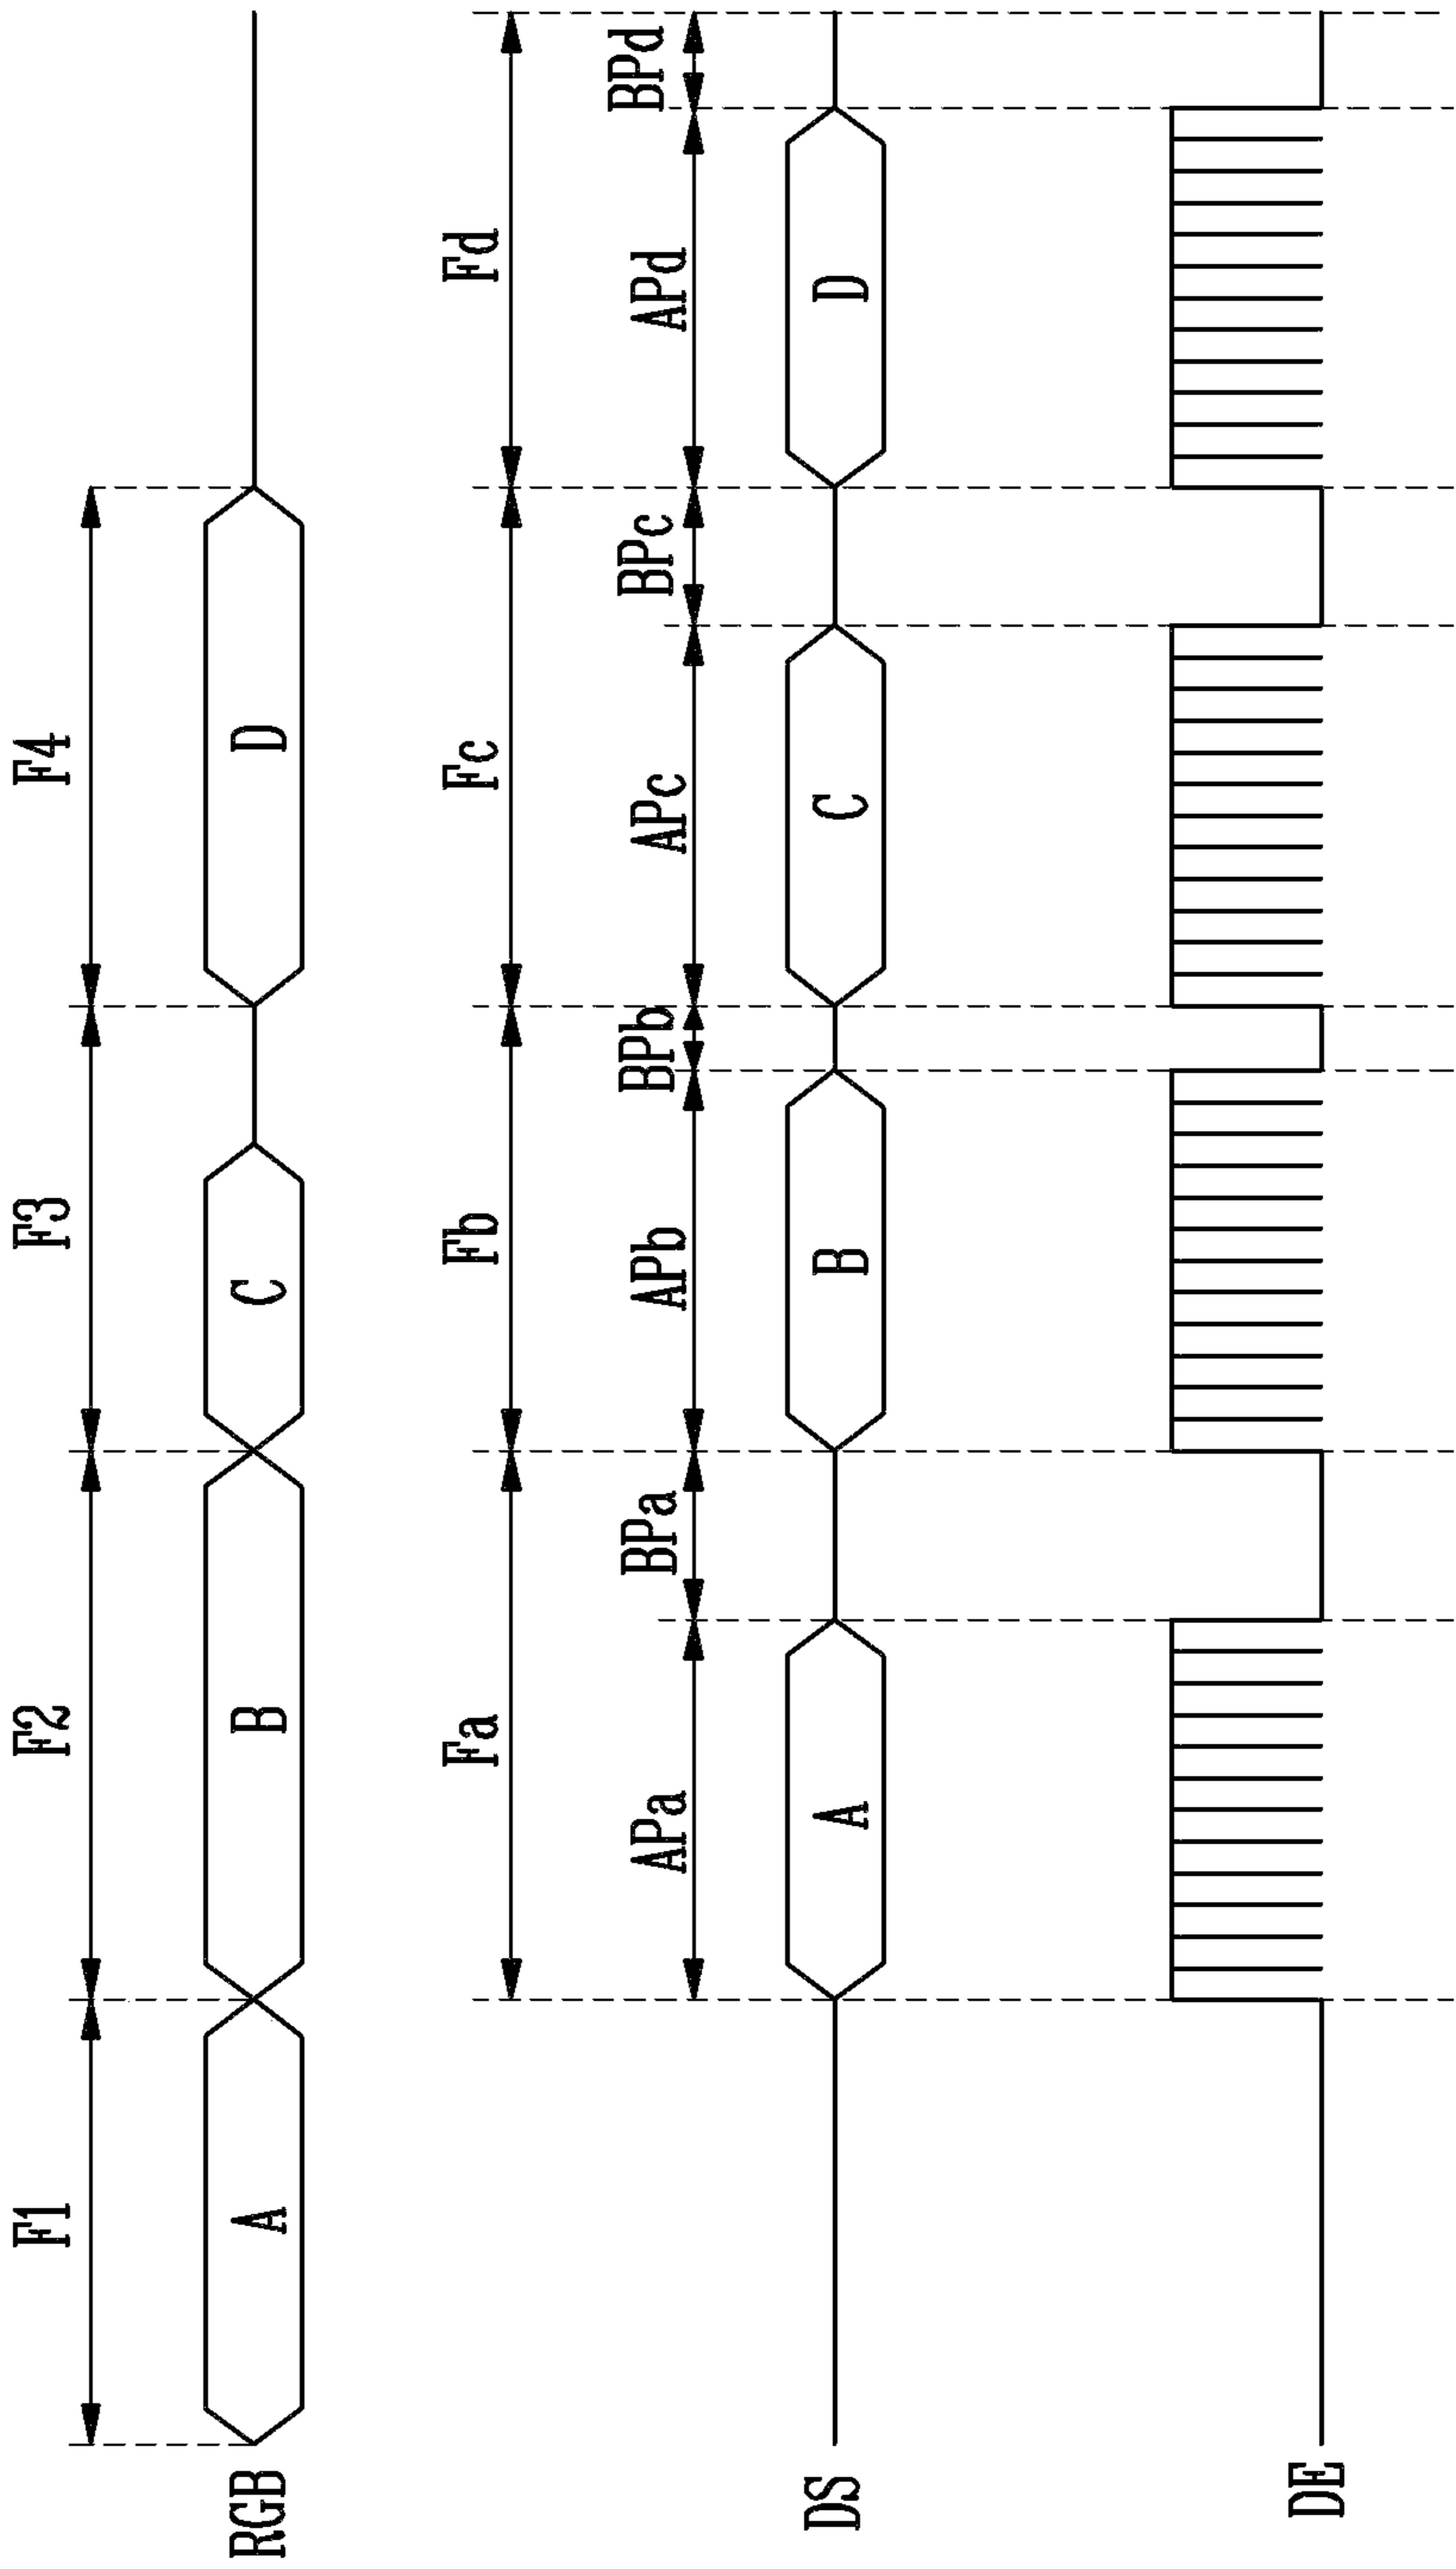 F1 F2 F3 F4
RGB A B C D
Fa Fb Fc Fd
APa BPa APb BPb APc BPc APd BPd
DS A B C D
DE